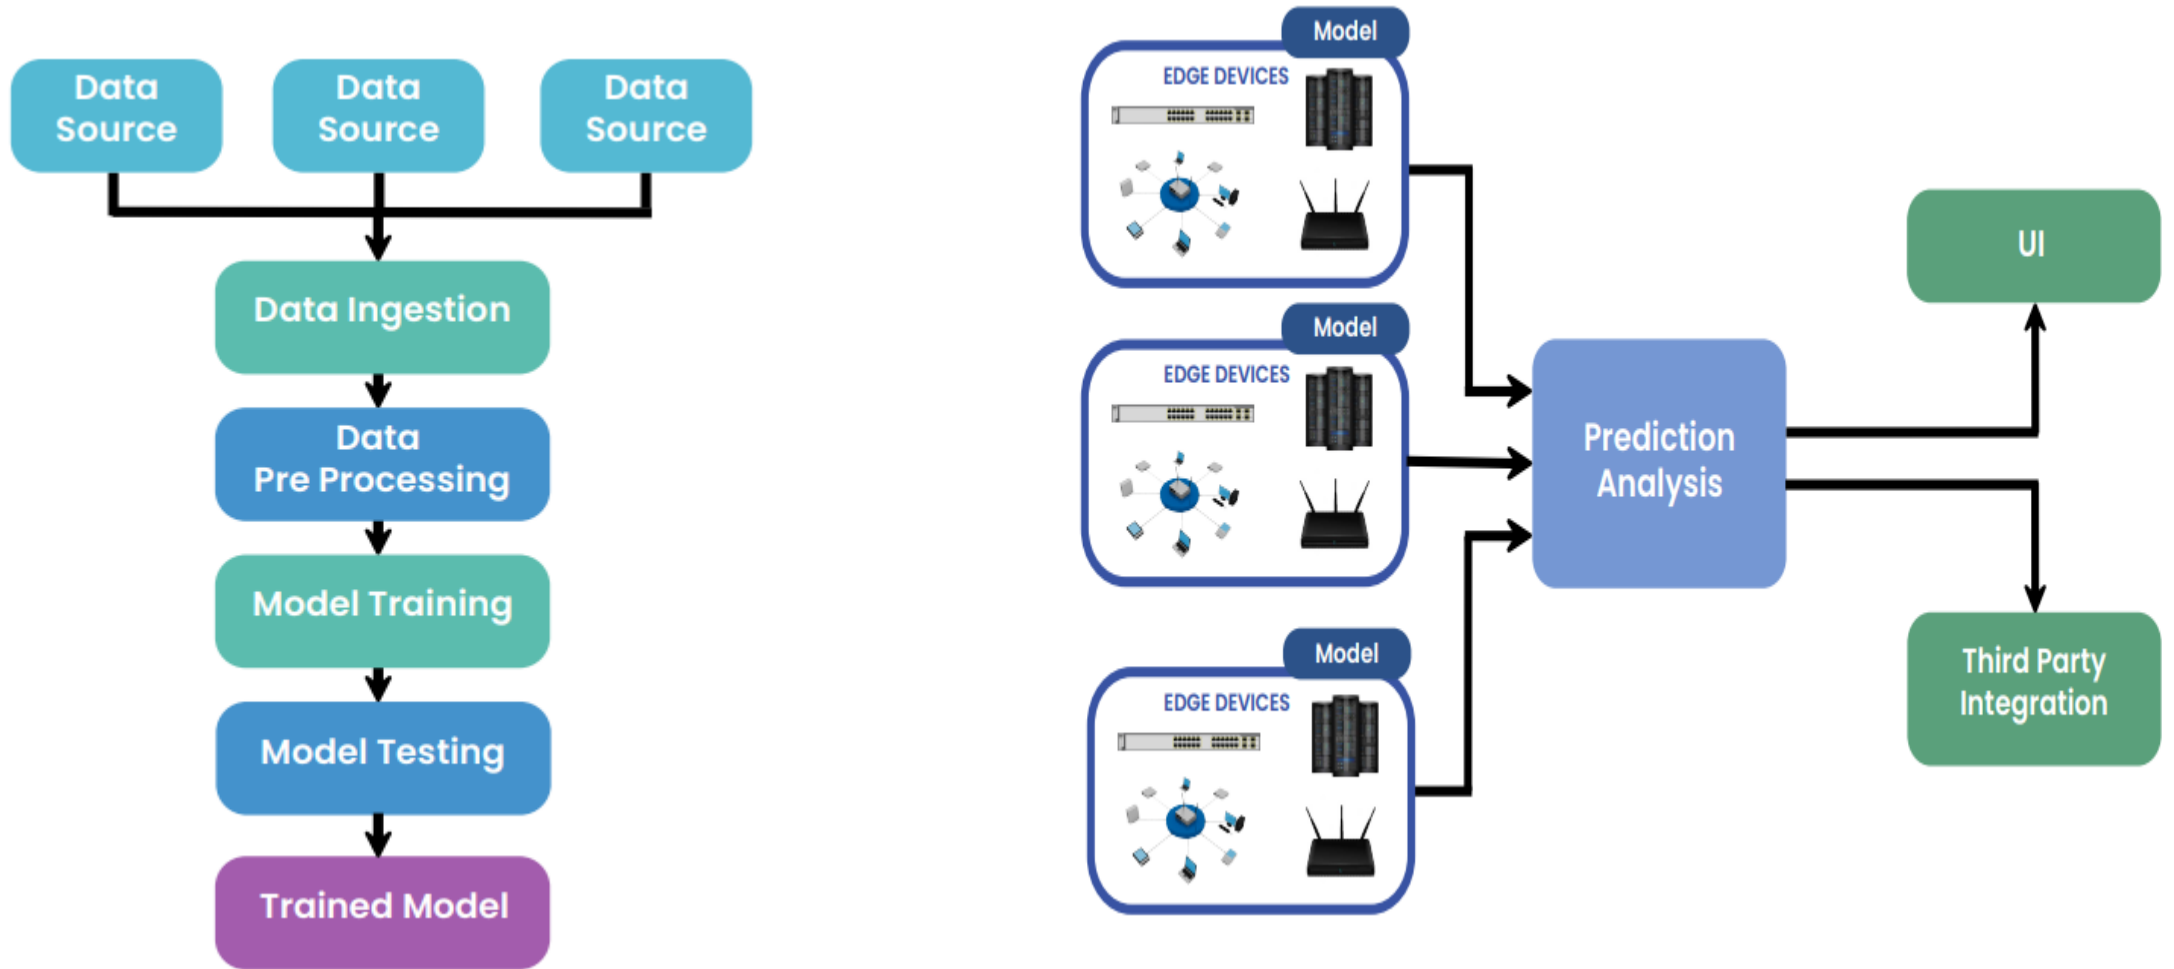 Data
Source
Data
Source
Data
Source
Data Ingestion
Data
Pre Processing
Model Training
Model Testing
Trained Model
Model
EDGE DEVICES
Model
EDGE DEVICES
Model
EDGE DEVICES
Prediction
Analysis
UI
Third Party
Integration